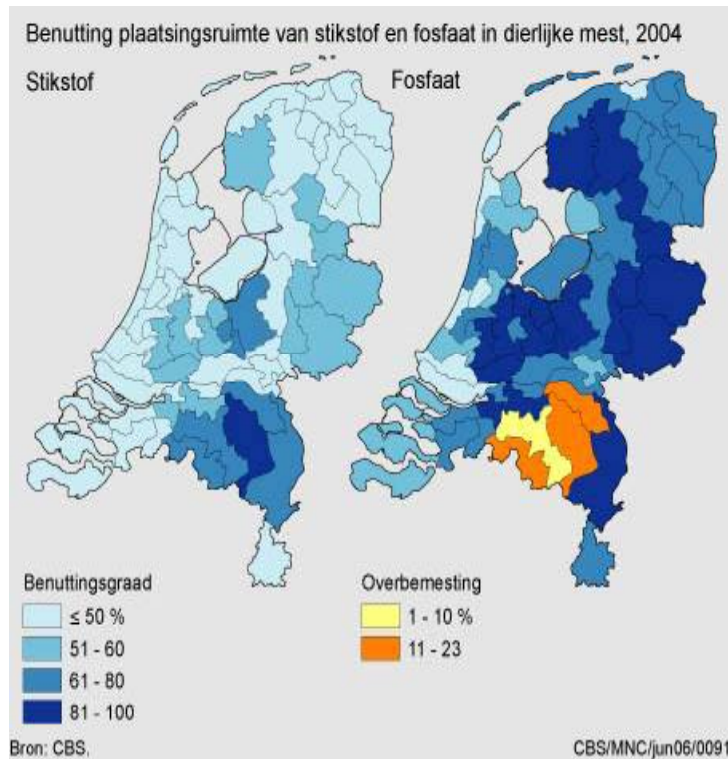 Benutting plaatsingsruimte van stikstof en fosfaat in dierlijke mest, 2004
Stikstof
Fosfaat
Benuttingsgraad
≤ 50 %
51 - 60
61 - 80
81 - 100
Overbemesting
1 - 10 %
11 - 23
Bron: CBS.
CBS/MNC/jun06/0091